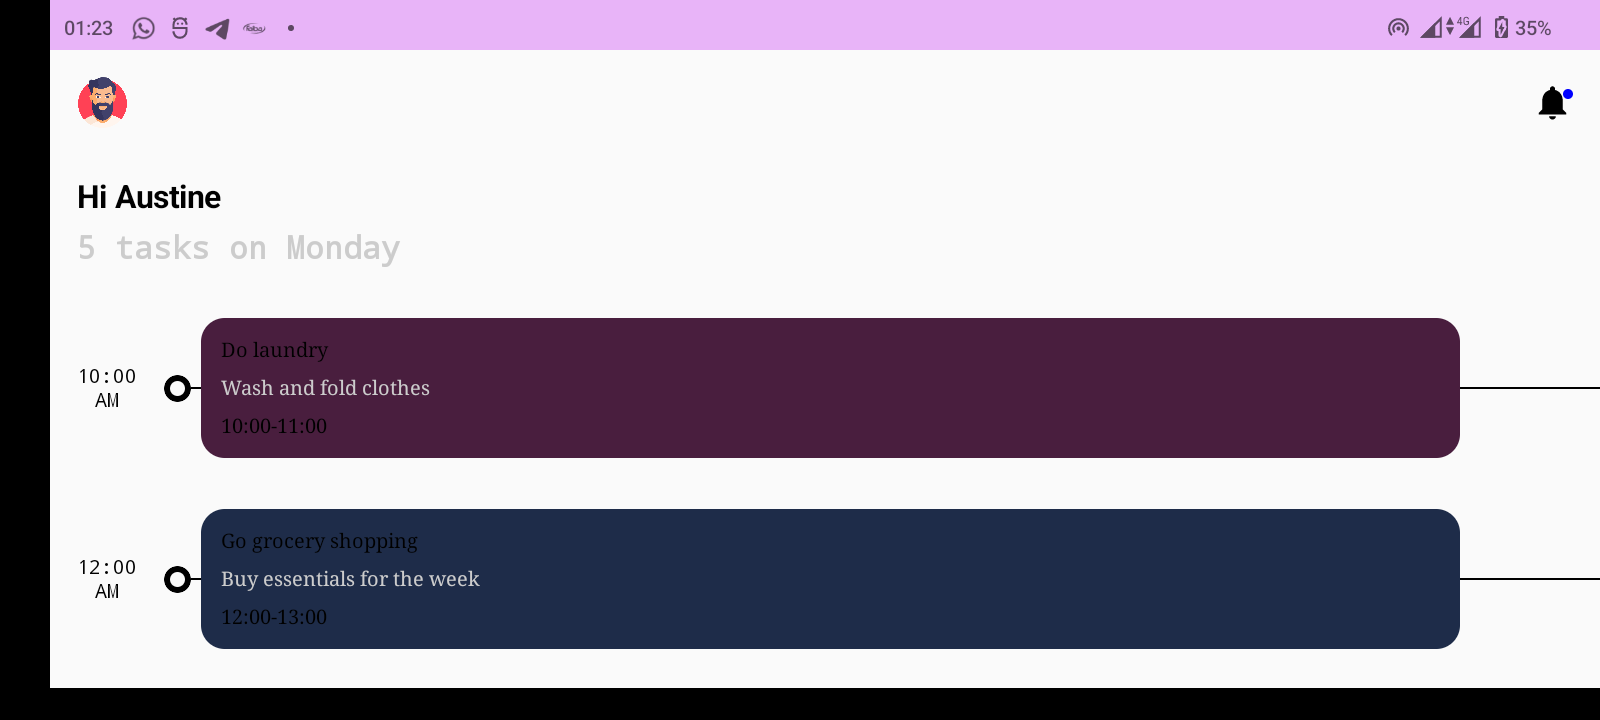 01:23
4G
35%
Hi Austine
5 tasks on Monday
10:00
AM
Do laundry
Wash and fold clothes
10:00-11:00
12:00
AM
Go grocery shopping
Buy essentials for the week
12:00-13:00